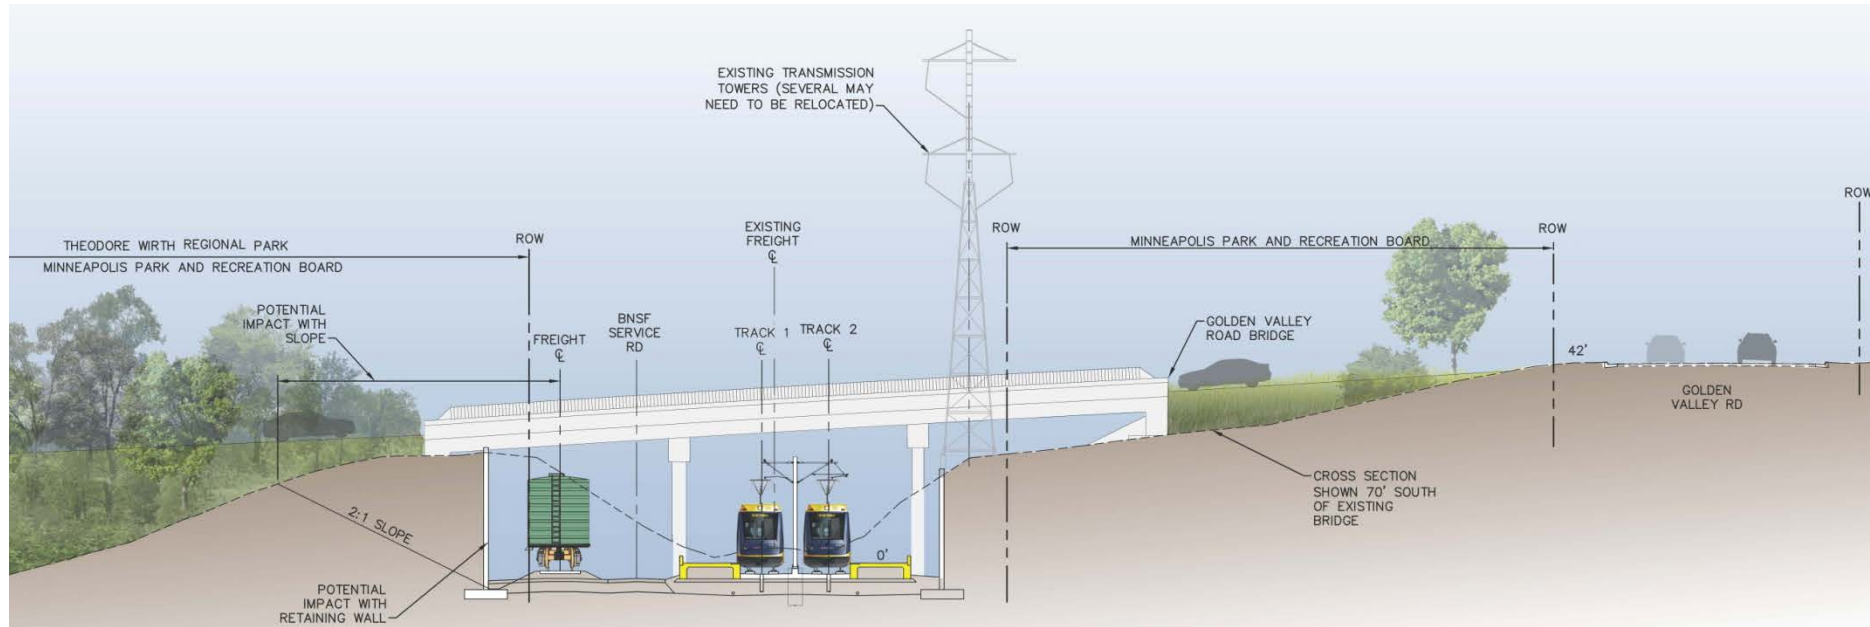 EXISTING TRANSMISSION
TOWERS (SEVERAL MAY
NEED TO BE RELOCATED)
ROW
THEODORE WIRTH REGIONAL PARK
MINNEAPOLIS PARK AND RECREATION BOARD
ROW
EXISTING
FREIGHT
℄
ROW
MINNEAPOLIS PARK AND RECREATION BOARD
ROW
POTENTIAL
IMPACT WITH
SLOPE
FREIGHT
℄
BNSF
SERVICE
RD
TRACK 1
℄
TRACK 2
℄
GOLDEN VALLEY
ROAD BRIDGE
42'
GOLDEN
VALLEY RD
2:1 SLOPE
CROSS SECTION
SHOWN 70' SOUTH
OF EXISTING
BRIDGE
0'
POTENTIAL
IMPACT WITH
RETAINING WALL